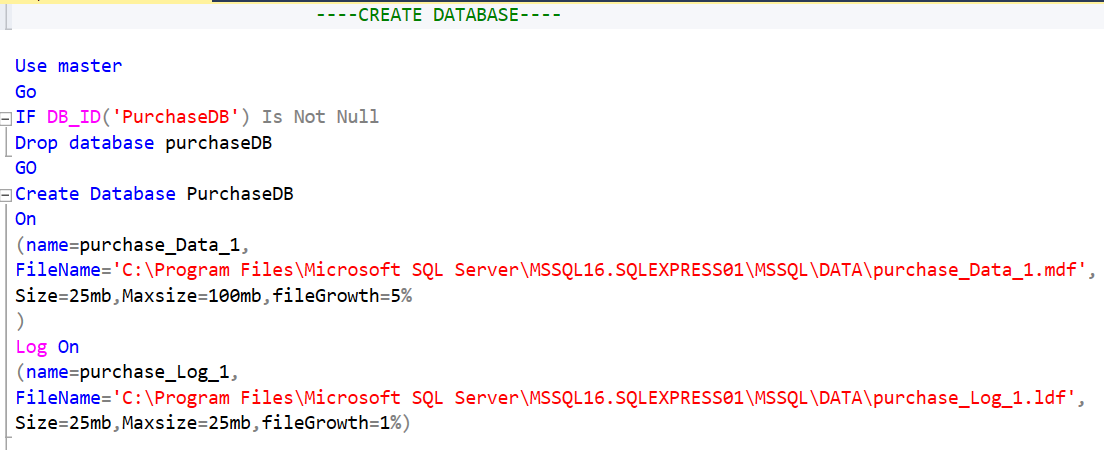 ----CREATE DATABASE----
Use master
Go
IF DB_ID('PurchaseDB') Is Not Null
Drop database purchaseDB
GO
Create Database PurchaseDB
On
(name=purchase_Data_1,
FileName='C:\Program Files\Microsoft SQL Server\MSSQL16.SQLEXPRESS01\MSSQL\DATA\purchase_Data_1.mdf',
Size=25mb,Maxsize=100mb,fileGrowth=5%
)
Log On
(name=purchase_Log_1,
FileName='C:\Program Files\Microsoft SQL Server\MSSQL16.SQLEXPRESS01\MSSQL\DATA\purchase_Log_1.ldf',
Size=25mb,Maxsize=25mb,fileGrowth=1%)